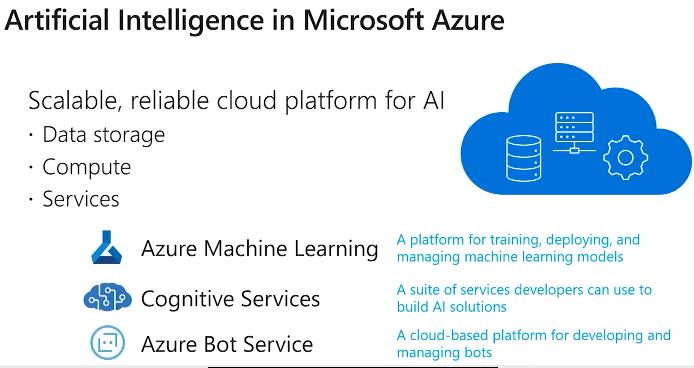 Artificial Intelligence in Microsoft Azure
Scalable, reliable cloud platform for AI
· Data storage
· Compute
· Services
Azure Machine Learning
A platform for training, deploying, and
managing machine learning models
Cognitive Services
A suite of services developers can use to
build AI solutions
Azure Bot Service
A cloud-based platform for developing and
managing bots